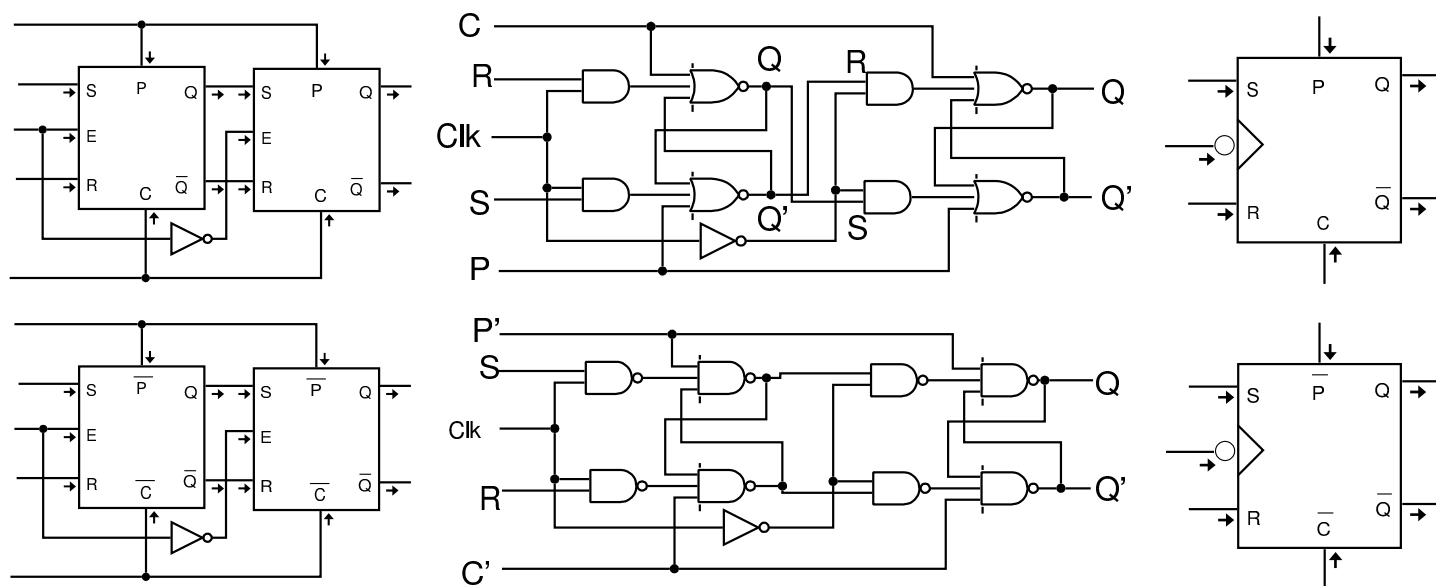 P P
S Q S Q
E E
R Q̅ R
C C Q̅
C
R Q R Q
Clk
S Q' S Q'
P
P
S Q
R Q̅
C
P̅ P̅
S Q S Q
E E
R Q̅ R Q̅
C̅ C̅
P'
S Q
Clk
R Q'
C'
P̅
S Q
R Q̅
C̅